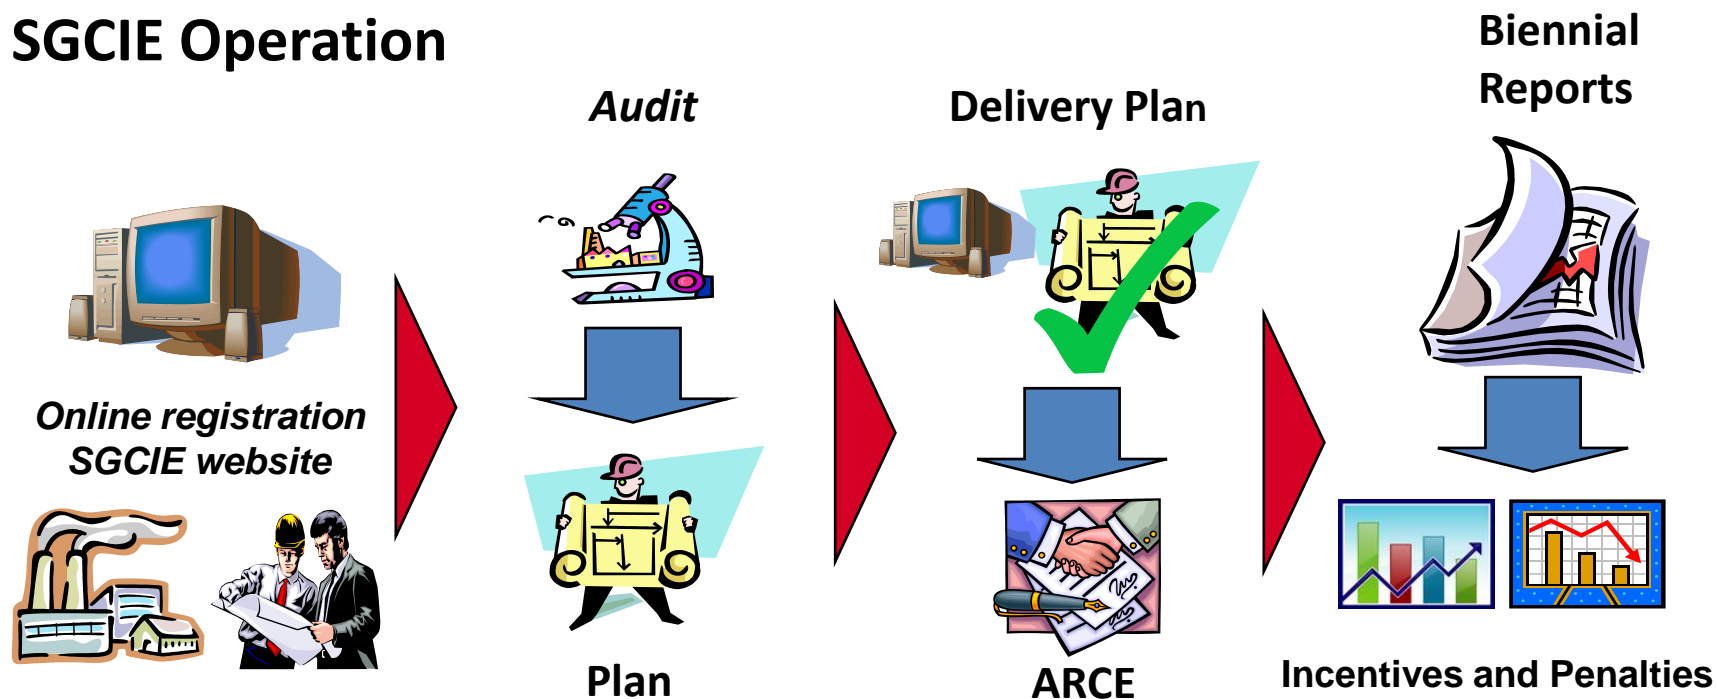 SGCIE Operation
Online registration
SGCIE website
Audit
Plan
Delivery Plan
ARCE
Biennial
Reports
Incentives and Penalties